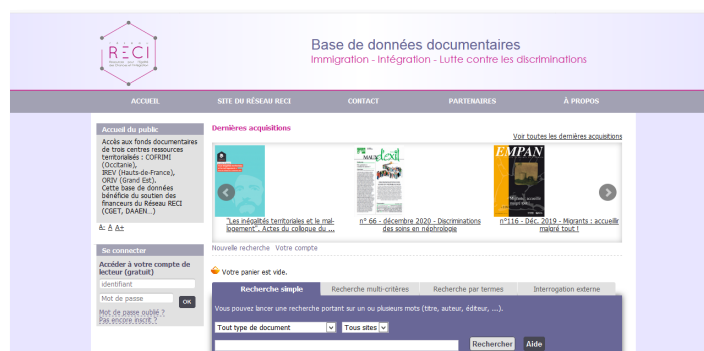 RECI
Base de données documentaires
Immigration - Intégration - Lutte contre les discriminations
ACCUEIL
SITE DU RÉSEAU RECI
CONTACT
PARTENAIRES
À PROPOS
Accueil du public
Accès aux fonds documentaires
de trois centres ressources
territorialisés : COFRIMI
(Occitanie),
IREV (Hauts-de-France),
ORIV (Grand Est).
Cette base de données
bénéficie du soutien des
financeurs du Réseau RECI
(CGET, DAAEN...)
A- A A+
Se connecter
Accéder à votre compte de
lecteur (gratuit)
identifiant
Mot de passe
OK
Mot de passe oublié ?
Pas encore inscrit ?
Dernières acquisitions
Voir toutes les dernières acquisitions
exil
EMPAN
"Les inégalités territoriales et le mal-
logement". Actes du colloque
du ...
n° 66 - décembre
2020 - Discriminations
des soins en
néphrologie
n°116 - Déc. 2019 - Migrants : accueillir
malgré tout !
Nouvelle recherche
Votre compte
Votre panier est vide.
Recherche simple
Recherche multi-critères
Recherche par termes
Interrogation externe
Vous pouvez lancer une recherche portant sur un ou plusieurs mots (titre, auteur, éditeur, ...).
Tout type de document
Tous sites
Rechercher
Aide